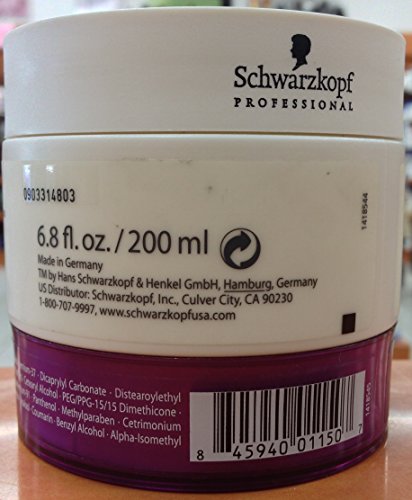 Schwarzkopf
PROFESSIONAL
0903314803
1418544
6.8 fl. oz. / 200 ml
Made in Germany
TM by Hans Schwarzkopf & Henkel GmbH, Hamburg, Germany
US Distributor: Schwarzkopf, Inc., Culver City, CA 90230
1-800-707-9997, www.schwarzkopfusa.com
-37 · Dicaprylyl Carbonate · Distearoylethyl
Cetearyl Alcohol · PEG/PPG-15/15 Dimethicone ·
· Panthenol · Methylparaben · Cetrimonium
· Coumarin · Benzyl Alcohol · Alpha-Isomethyl
1418545
8 45940 01150 7